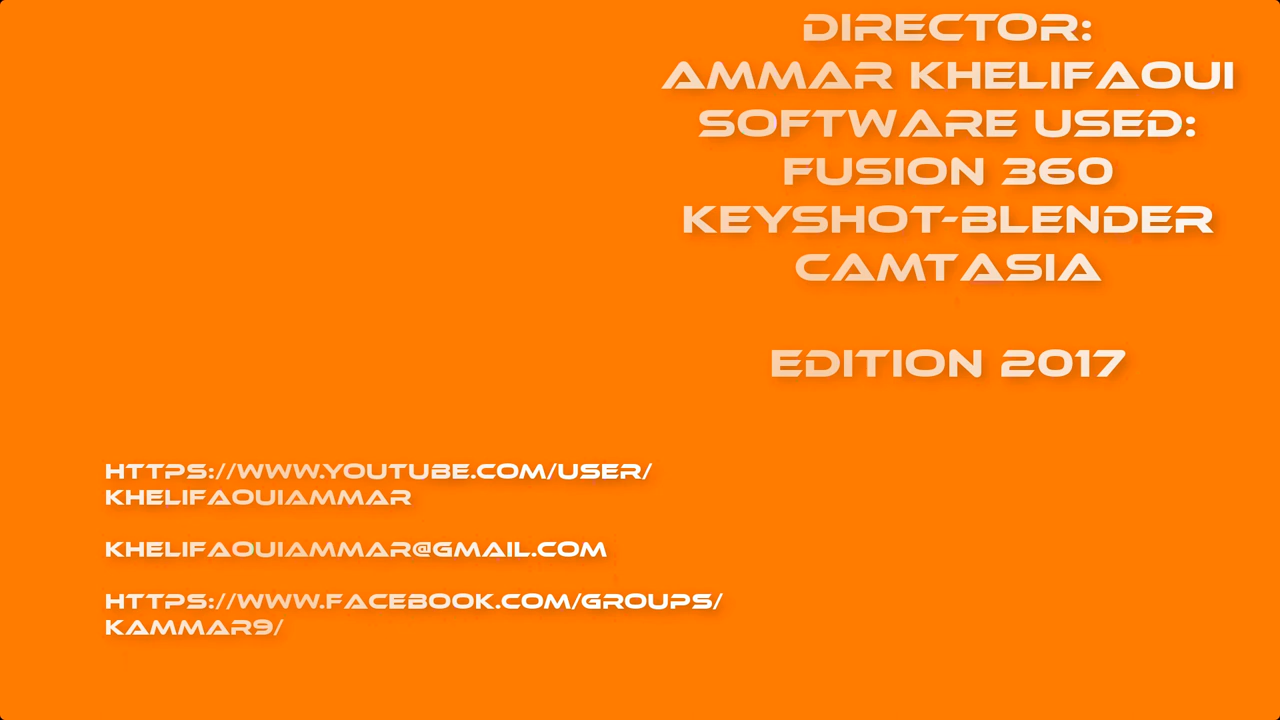 DIRECTOR:
AMMAR KHELIFAOUI
SOFTWARE USED:
FUSION 360
KEYSHOT-BLENDER
CAMTASIA
EDITION 2017
HTTPS://WWW.YOUTUBE.COM/USER/
KHELIFAOUIAMMAR
KHELIFAOUIAMMAR@GMAIL.COM
HTTPS://WWW.FACEBOOK.COM/GROUPS/
KAMMAR9/